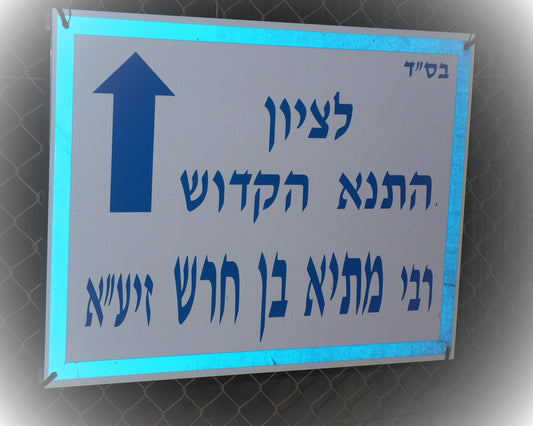 בס״ד
לציון
התנא הקדוש
רבי מתיא בן חרש זיע״א